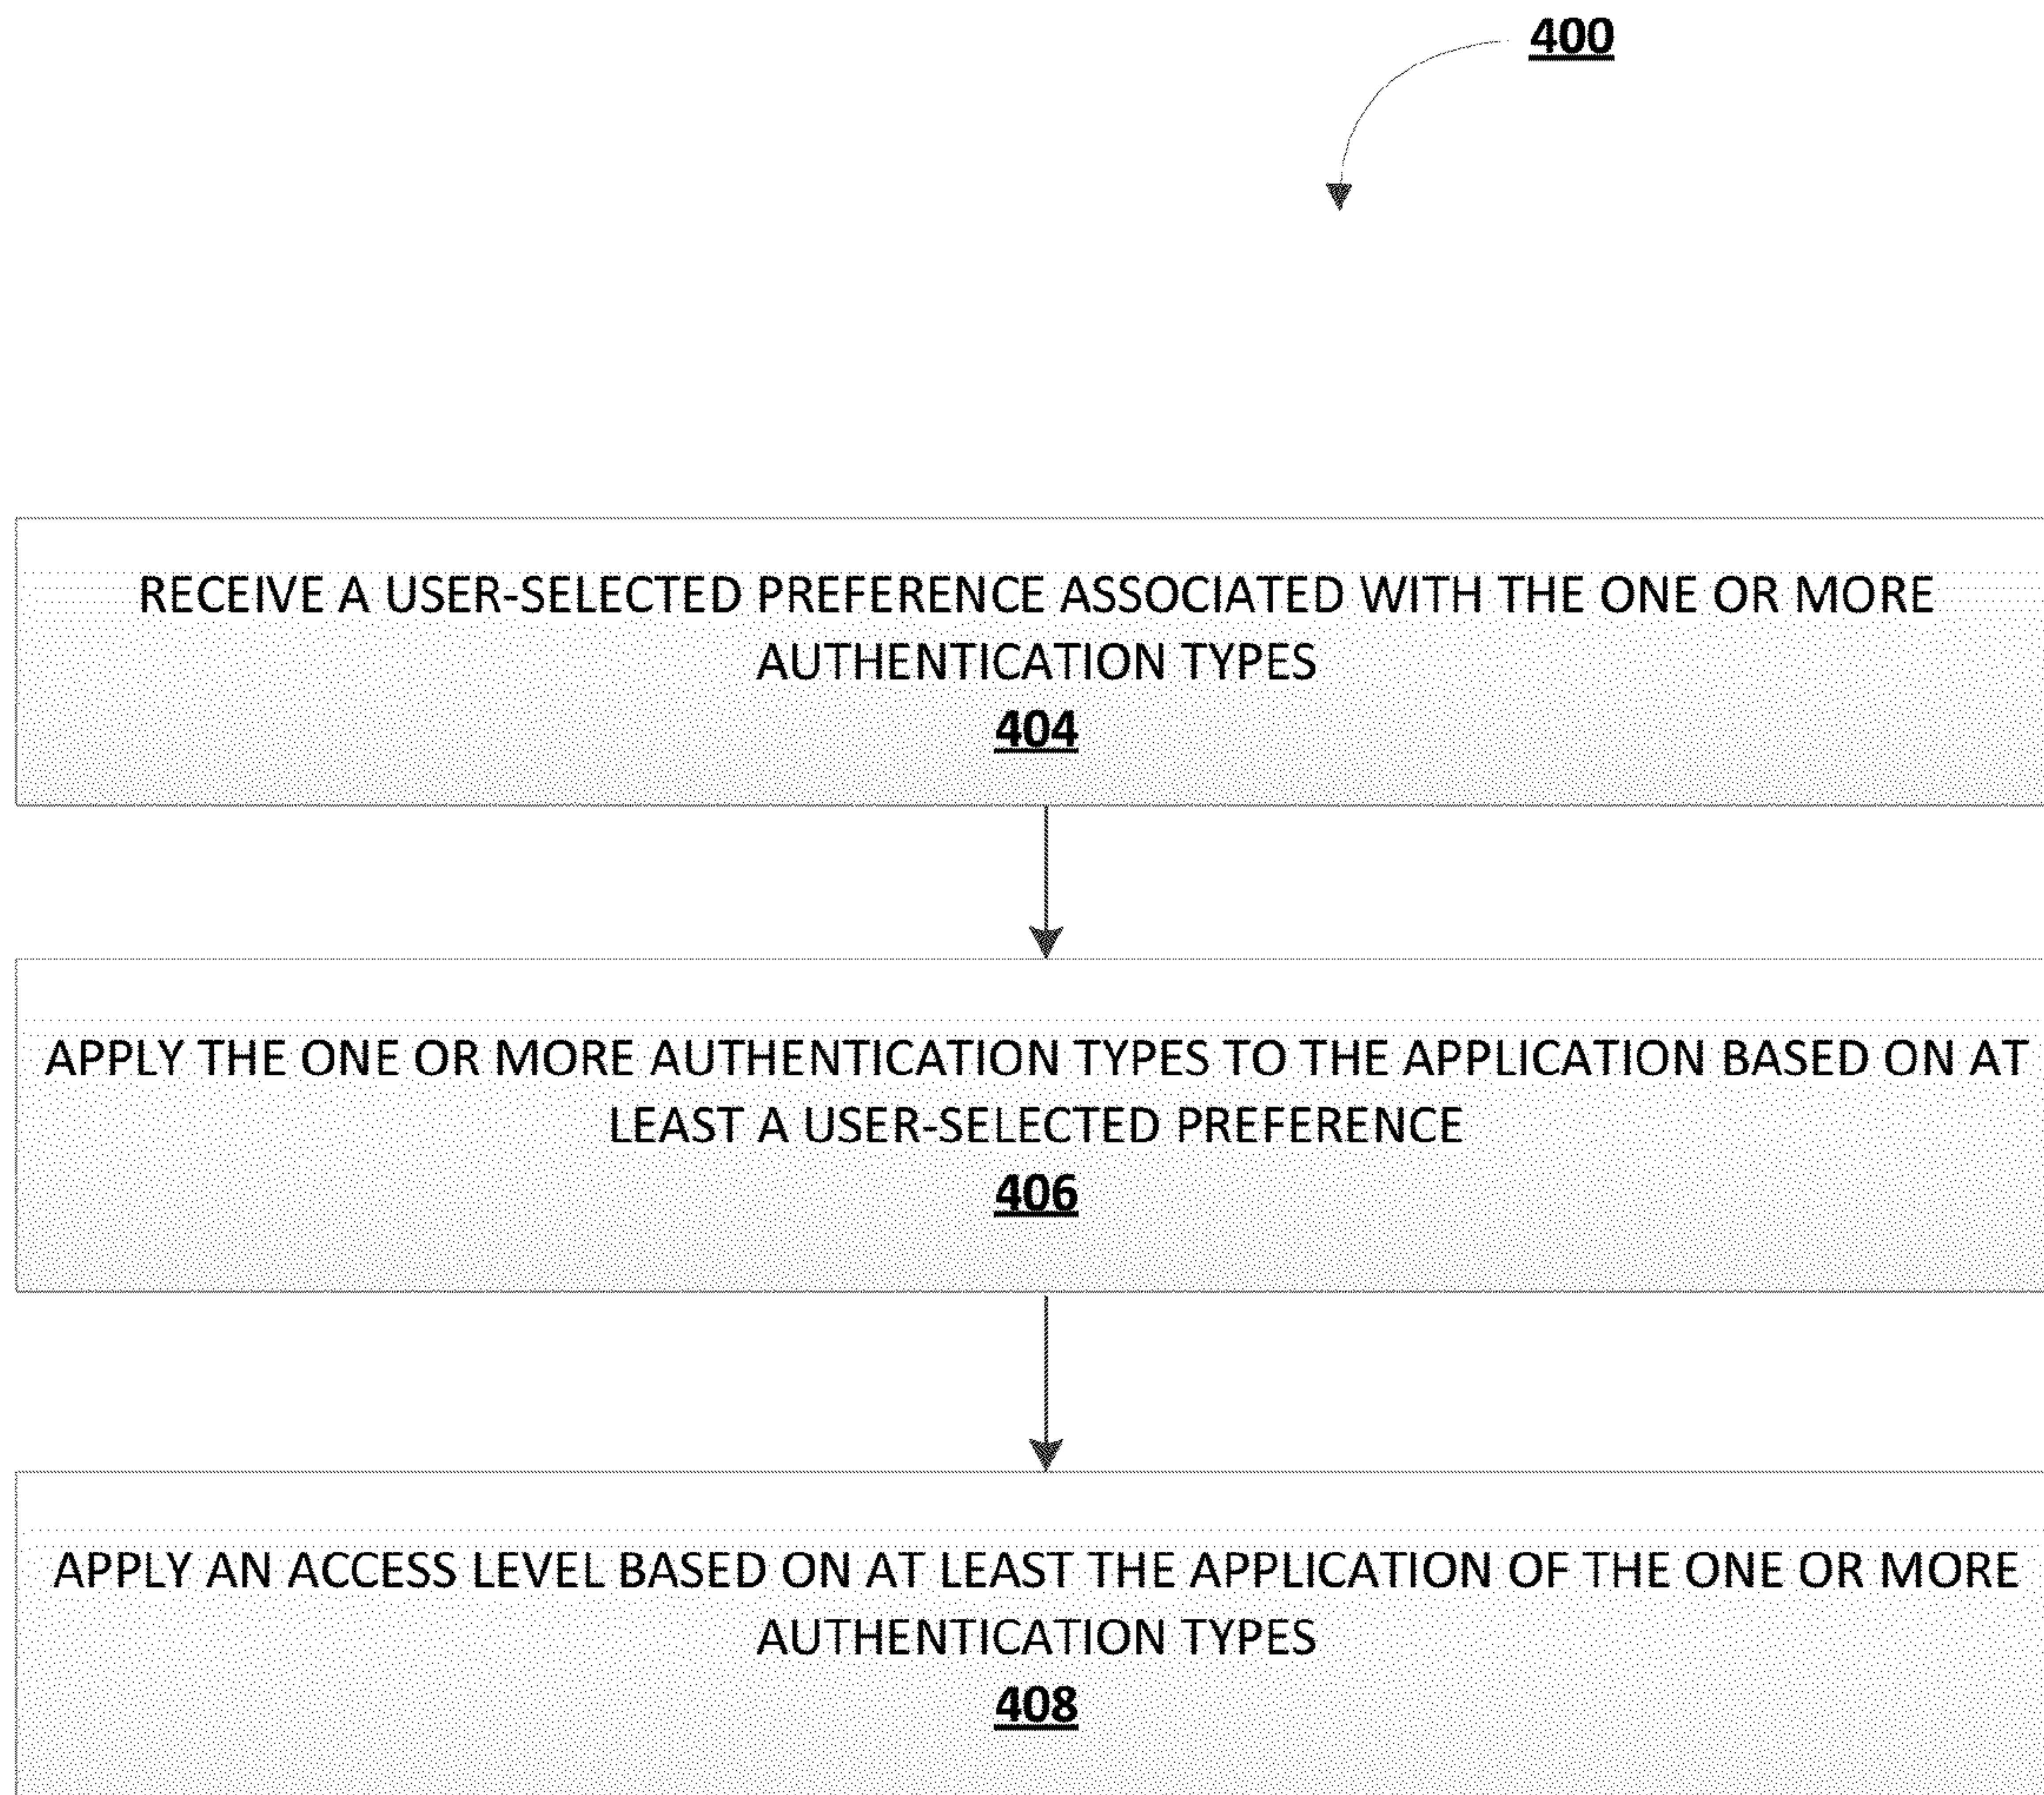 400
RECEIVE A USER-SELECTED PREFERENCE ASSOCIATED WITH THE ONE OR MORE
AUTHENTICATION TYPES
404
APPLY THE ONE OR MORE AUTHENTICATION TYPES TO THE APPLICATION BASED ON AT
LEAST A USER-SELECTED PREFERENCE
406
APPLY AN ACCESS LEVEL BASED ON AT LEAST THE APPLICATION OF THE ONE OR MORE
AUTHENTICATION TYPES
408